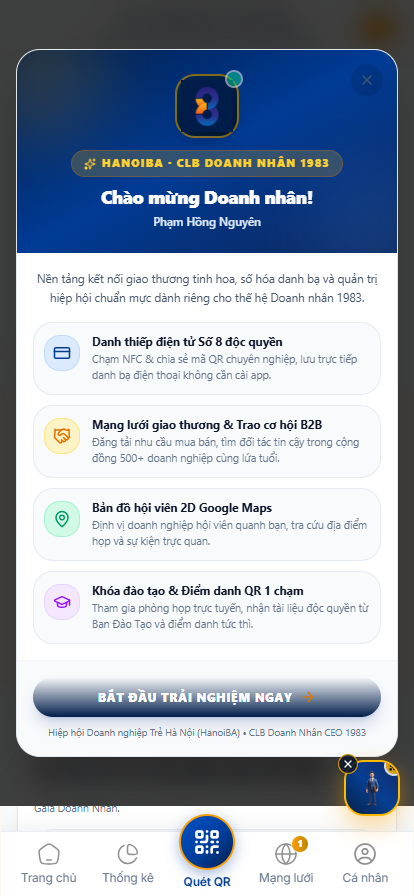 HANOIBA - CLB DOANH NHÂN 1983
Chào mừng Doanh nhân!
Phạm Hồng Nguyên
Nền tảng kết nối giao thương tinh hoa, số hóa danh bạ và quản trị
hiệp hội chuẩn mực dành riêng cho thế hệ Doanh nhân 1983.
Danh thiếp điện tử Số 8 độc quyền
Chạm NFC & chia sẻ mã QR chuyên nghiệp, lưu trực tiếp
danh bạ điện thoại không cần cài app.
Mạng lưới giao thương & Trao cơ hội B2B
Đăng tải nhu cầu mua bán, tìm đối tác tin cậy trong cộng
đồng 500+ doanh nghiệp cùng lứa tuổi.
Bản đồ hội viên 2D Google Maps
Định vị doanh nghiệp hội viên quanh bạn, tra cứu địa điểm
họp và sự kiện trực quan.
Khóa đào tạo & Điểm danh QR 1 chạm
Tham gia phòng họp trực tuyến, nhận tài liệu độc quyền từ
Ban Đào Tạo và điểm danh tức thì.
BẮT ĐẦU TRẢI NGHIỆM NGAY →
Hiệp hội Doanh nghiệp Trẻ Hà Nội (HanoiBA) • CLB Doanh Nhân CEO 1983
Gala Doanh Nhân.
1
Trang chủ Thống kê Quét QR Mạng lưới Cá nhân